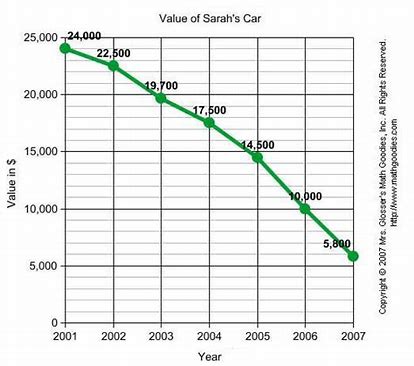 Value of Sarah's Car
25,000
24,000
22,500
20,000
19,700
17,500
15,000
14,500
10,000
10,000
5,800
5,000
0
2001 2002 2003 2004 2005 2006 2007
Year
Value in $
Copyright © 2007 Mrs. Glosser's Math Goodies, Inc. All Rights Reserved.
http://www.mathgoodies.com